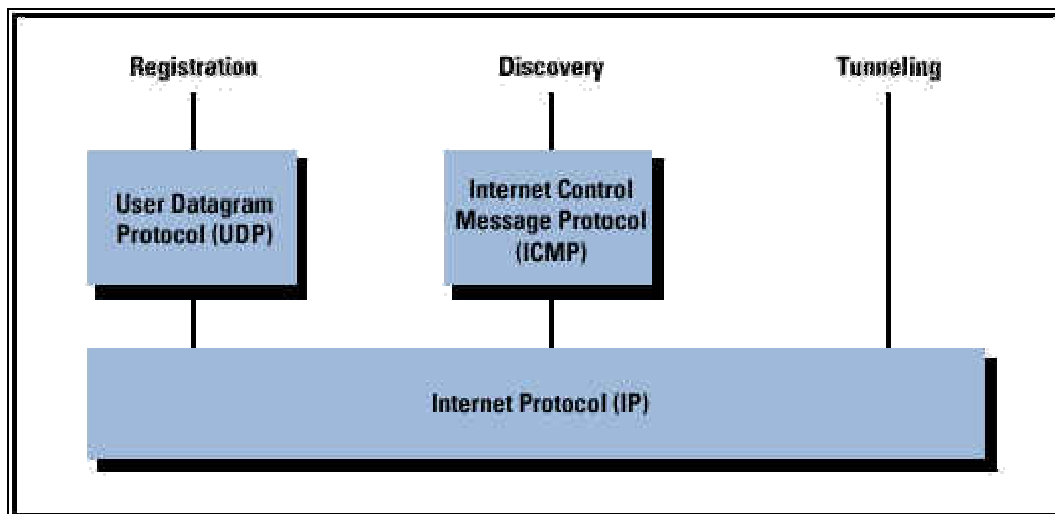 Registration
Discovery
Tunneling
User Datagram
Protocol (UDP)
Internet Control
Message Protocol
(ICMP)
Internet Protocol (IP)